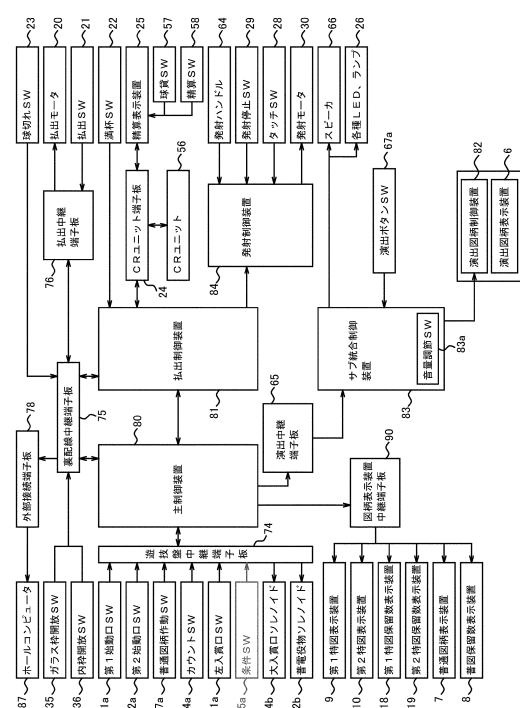 23 球切れSW
20 払出モータ
21 払出SW
22 満杯SW
25 精算表示装置
57 球貸SW
58 精算SW
64 発射ハンドル
29 発射停止SW
28 タッチSW
30 発射モータ
66 スピーカ
26 各種LED、ランプ
払出中継端子板 76
CRユニット端子板 24
CRユニット 56
発射制御装置 84
演出ボタンSW 67a
演出図柄制御装置 82
演出図柄表示装置 6
裏配線中継端子板 75
払出制御装置 81
サブ統合制御装置 83
音量調節SW 83a
外部接続端子板 78
主制御装置 80
演出中継端子板 65
図柄表示装置中継端子板 90
遊技盤中継端子板 74
87 ホールコンピュータ
35 ガラス枠開放SW
36 内枠開放SW
1a 第1始動口SW
2a 第2始動口SW
7a 普通図柄作動SW
4a カウントSW
1a 左入賞口SW
5a 条件SW
4b 大入賞口ソレノイド
2b 普電役物ソレノイド
9 第1特図表示装置
10 第2特図表示装置
18 第1特図保留数表示装置
19 第2特図保留数表示装置
7 普通図柄表示装置
8 普図保留数表示装置